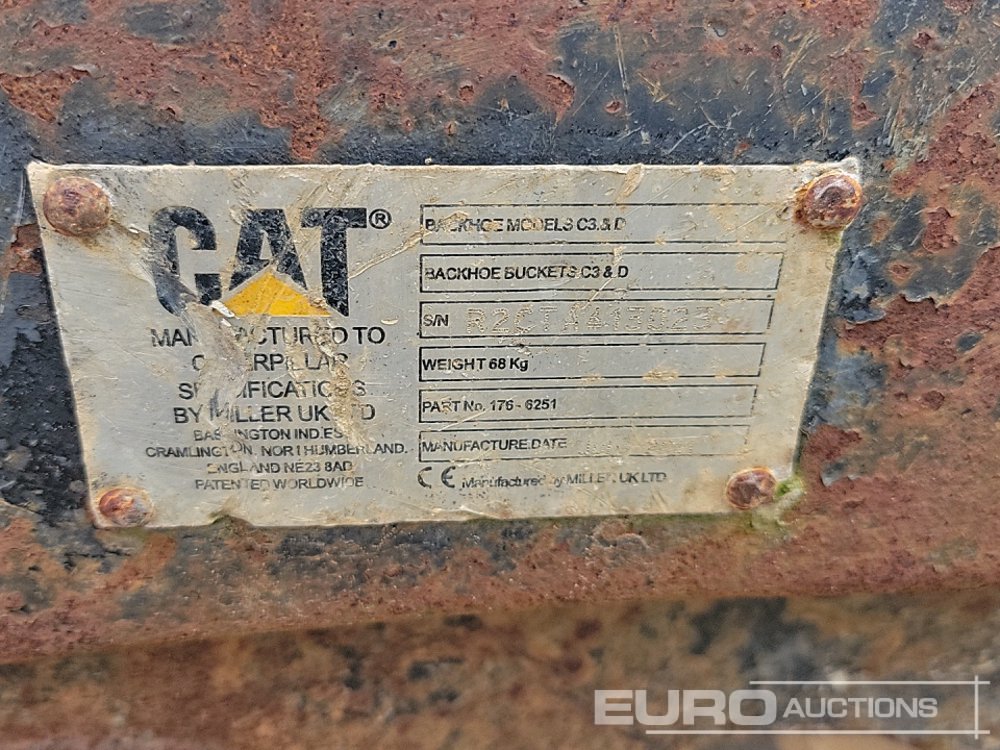 CAT®
MANUFACTURED TO
CATERPILLAR
SPECIFICATIONS
BY MILLER UK LTD
BASSINGTON IND/EST
CRAMLINGTON, NORTHUMBERLAND.
ENGLAND NE23 8AD
PATENTED WORLDWIDE
BACKHOE MODELS C3 & D
BACKHOE BUCKETS C3 & D
S/N
WEIGHT 68 Kg
PART No. 176 - 6251
MANUFACTURE DATE
CE Manufactured by MILLER UK LTD
EURO AUCTIONS